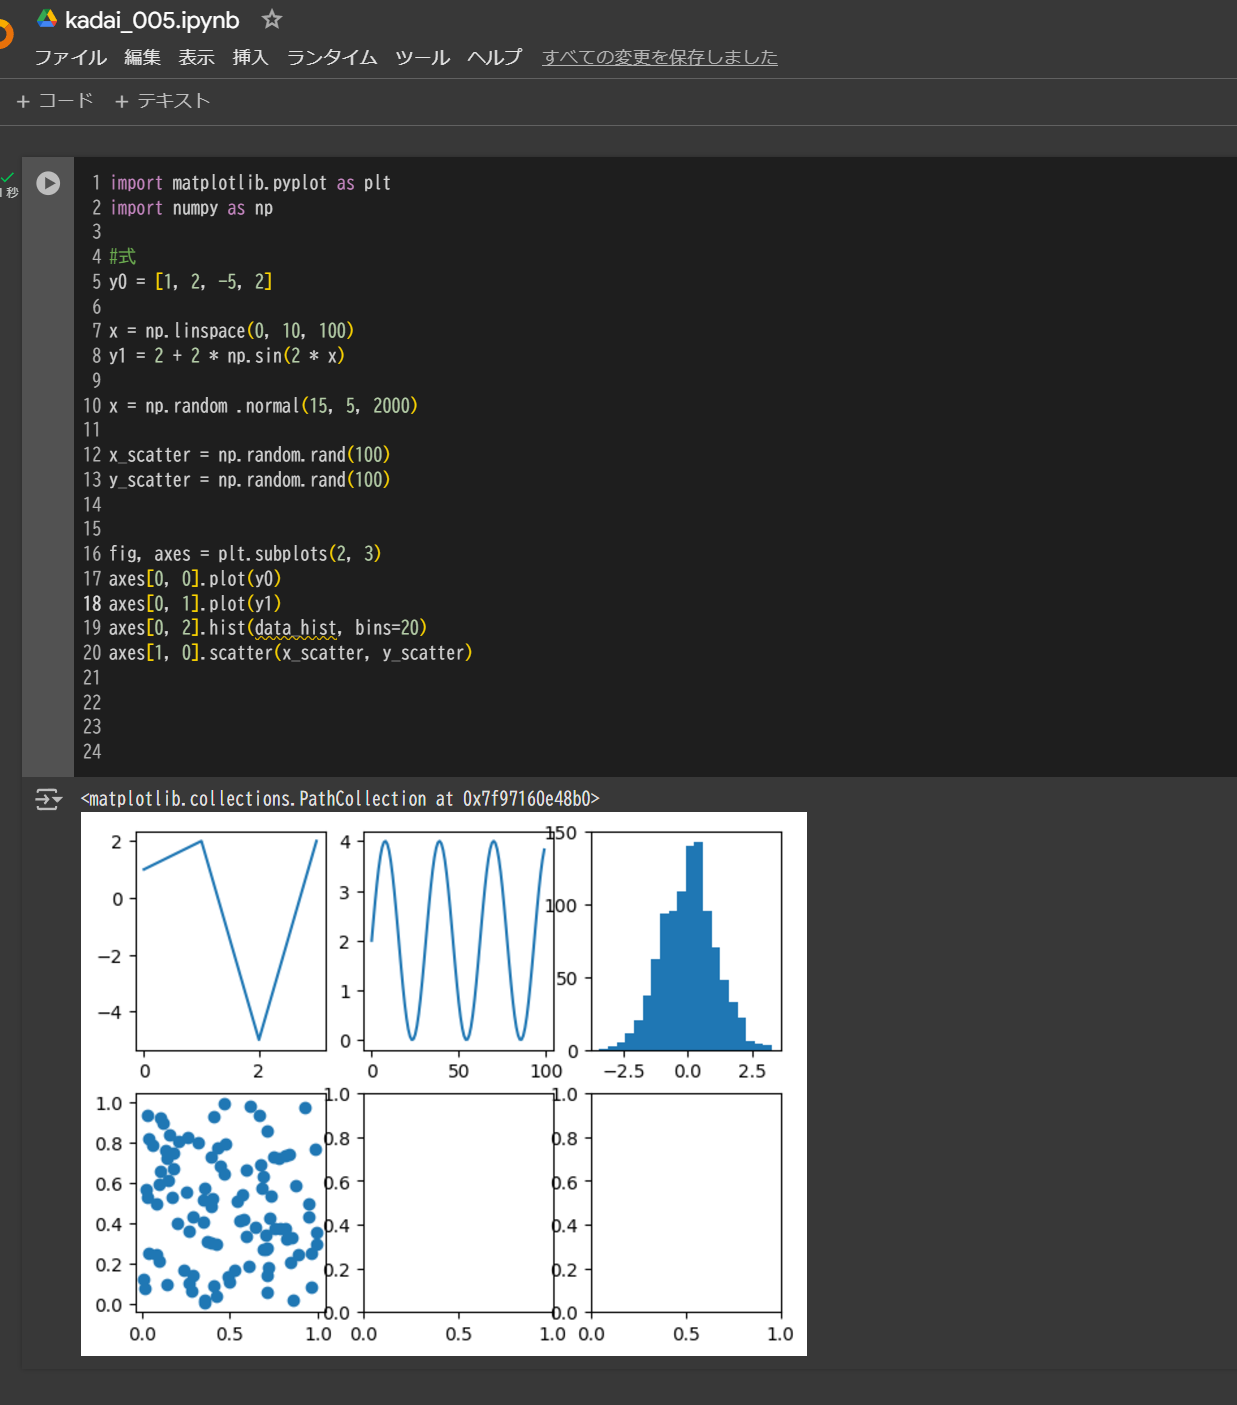 kadai_005.ipynb
ファイル 編集 表示 挿入 ランタイム ツール ヘルプ すべての変更を保存しました
+ コード + テキスト
1秒
1 import matplotlib.pyplot as plt
2 import numpy as np
3
4 #式
5 y0 = [1, 2, -5, 2]
6
7 x = np.linspace(0, 10, 100)
8 y1 = 2 + 2 * np.sin(2 * x)
9
10 x = np.random .normal(15, 5, 2000)
11
12 x_scatter = np.random.rand(100)
13 y_scatter = np.random.rand(100)
14
15
16 fig, axes = plt.subplots(2, 3)
17 axes[0, 0].plot(y0)
18 axes[0, 1].plot(y1)
19 axes[0, 2].hist(data_hist, bins=20)
20 axes[1, 0].scatter(x_scatter, y_scatter)
21
22
23
24
<matplotlib.collections.PathCollection at 0x7f97160e48b0>
2
0
−2
−4
0 2
4
3
2
1
0
0 50 100
150
100
50
0
−2.5 0.0 2.5
1.0
0.8
0.6
0.4
0.2
0.0
0.0 0.5 1.0
1.0
0.8
0.6
0.4
0.2
0.0
0.0 0.5 1.0
1.0
0.8
0.6
0.4
0.2
0.0
0.0 0.5 1.0